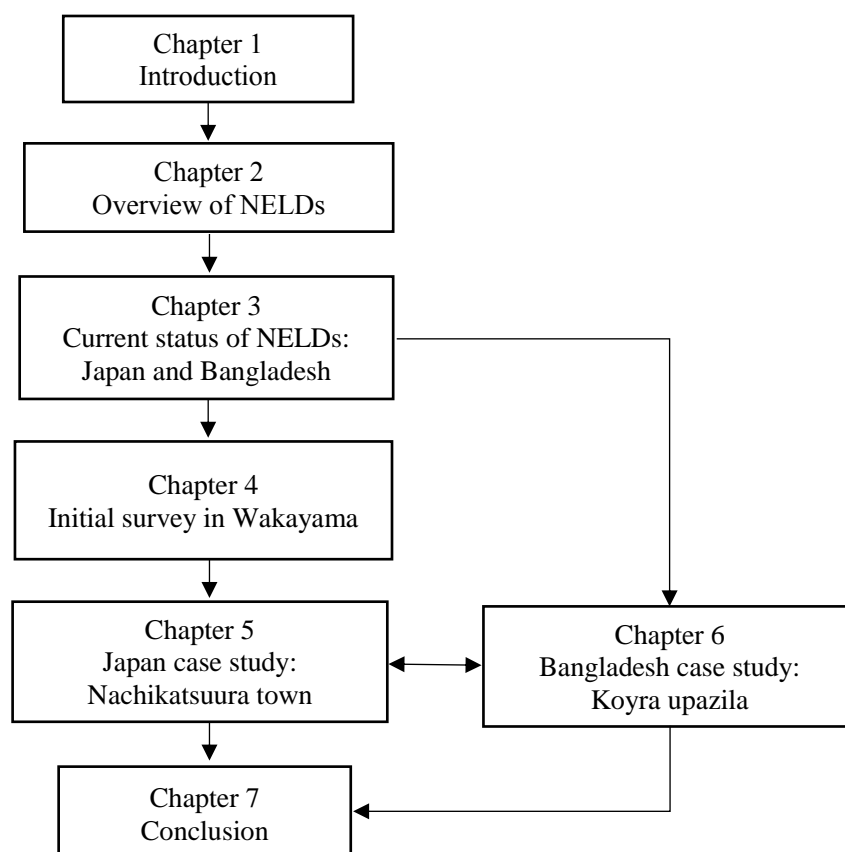 Chapter 1
Introduction
Chapter 2
Overview of NELDs
Chapter 3
Current status of NELDs:
Japan and Bangladesh
Chapter 4
Initial survey in Wakayama
Chapter 5
Japan case study:
Nachikatsuura town
Chapter 6
Bangladesh case study:
Koyra upazila
Chapter 7
Conclusion